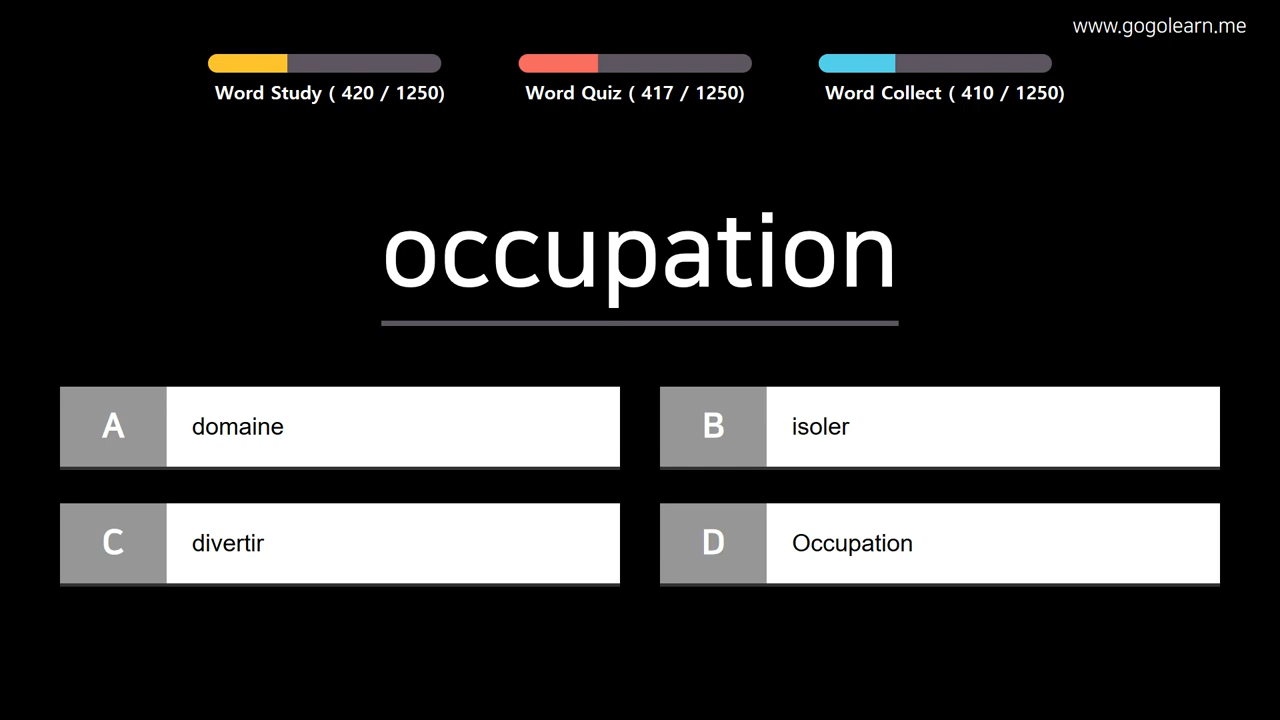 www.gogolearn.me
Word Study ( 420 / 1250)
Word Quiz ( 417 / 1250)
Word Collect ( 410 / 1250)
occupation
A domaine
B isoler
C divertir
D Occupation